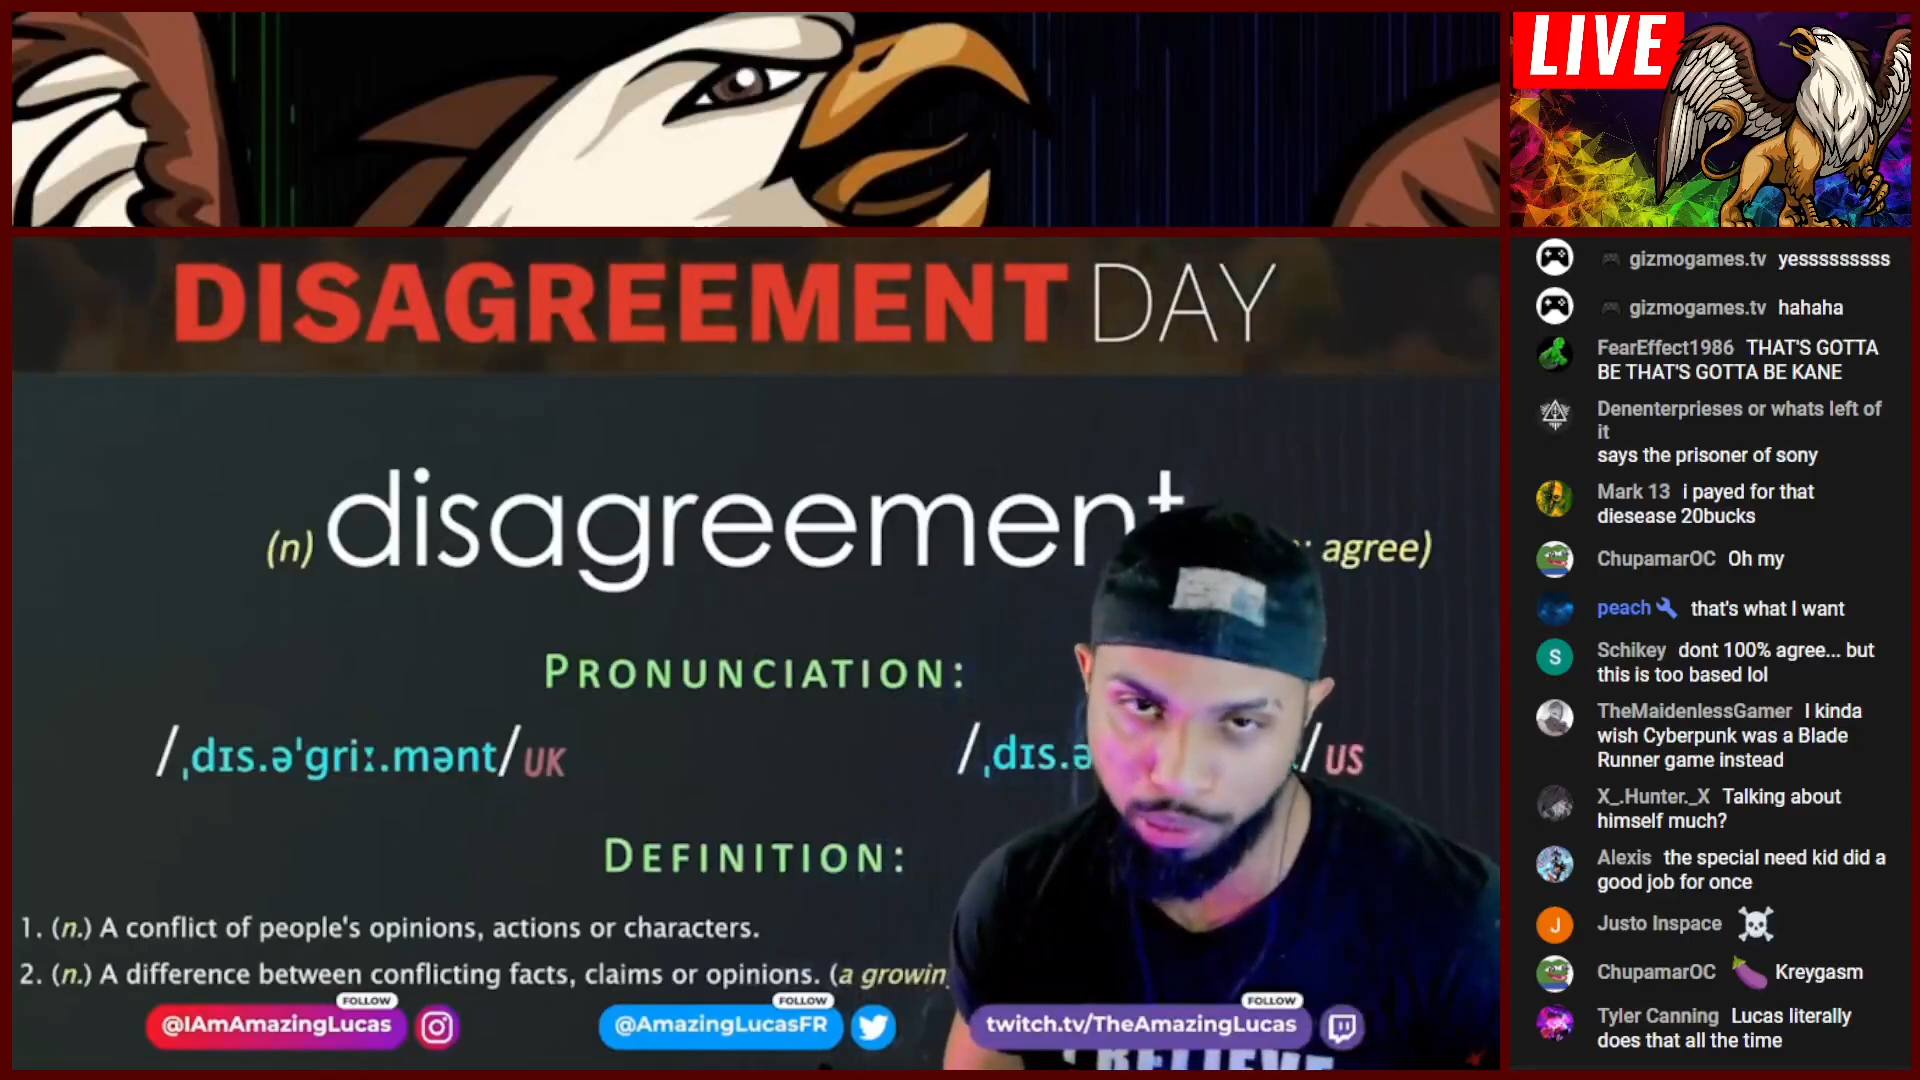 LIVE
DISAGREEMENT DAY
(n) disagreement agree)
PRONUNCIATION:
/ˌdɪs.əˈɡriː.mənt/ UK
/ˌdɪs.ə / US
DEFINITION:
1. (n.) A conflict of people's opinions, actions or characters.
2. (n.) A difference between conflicting facts, claims or opinions. (a growin
FOLLOW
@IAmAmazingLucas
FOLLOW
@AmazingLucasFR
FOLLOW
twitch.tv/TheAmazingLucas
BELIEVE
gizmogames.tv yesssssssss
gizmogames.tv hahaha
FearEffect1986 THAT'S GOTTA
BE THAT'S GOTTA BE KANE
Denenterprieses or whats left of
it
says the prisoner of sony
Mark 13 i payed for that
diesease 20bucks
ChupamarOC Oh my
peach that's what I want
S
Schikey dont 100% agree... but
this is too based lol
TheMaidenlessGamer I kinda
wish Cyberpunk was a Blade
Runner game instead
X_.Hunter._X Talking about
himself much?
Alexis the special need kid did a
good job for once
J
Justo Inspace
ChupamarOC Kreygasm
Tyler Canning Lucas literally
does that all the time